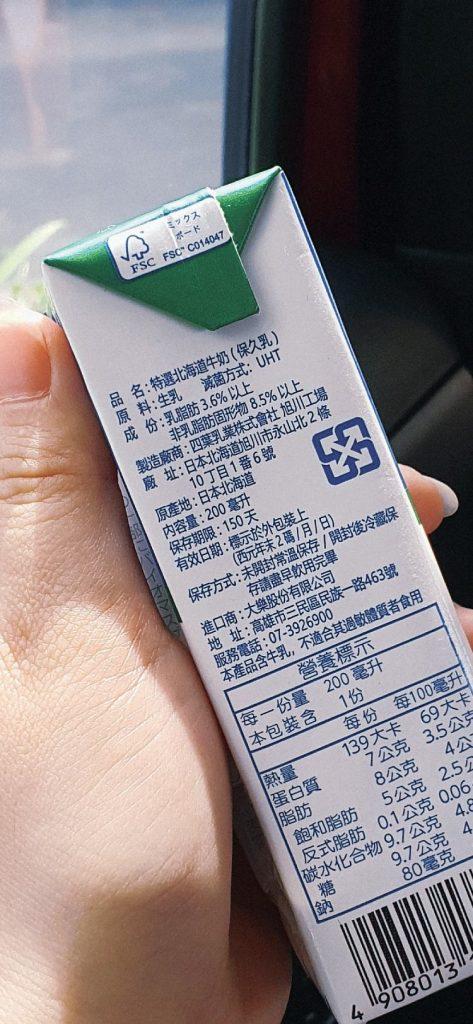 ミックス
ボード
FSC
FSC™ C014047
品 名：特選北海道牛奶（保久乳）
原 料：生乳 滅菌方式：UHT
成 份：乳脂肪3.6%以上
非乳脂肪固形物8.5%以上
製造廠商：四葉乳業株式會社 旭川工場
廠 址：日本北海道旭川市永山北2條
10丁目1番6號
原產地：日本北海道
內容量：200毫升
保存期限：150天
有效日期：標示於外包裝上
(西元年末2碼/月/日)
保存方式：未開封常溫保存/開封後冷藏保
存請盡早飲用完畢
進口商：大樂股份有限公司
地 址：高雄市三民區民族一路463號
服務電話：07-3926900
本產品含牛乳，不適合其過敏體質者食用
營養標示
每一份量 200毫升
本包裝含 1份
每份 每100毫升
熱量 139大卡 69大卡
蛋白質 7公克 3.5公
脂肪 8公克 4公
飽和脂肪 5公克 2.5公
反式脂肪 0.1公克 0.06
碳水化合物 9.7公克
糖 9.7公克
鈉 80毫克
4 908013